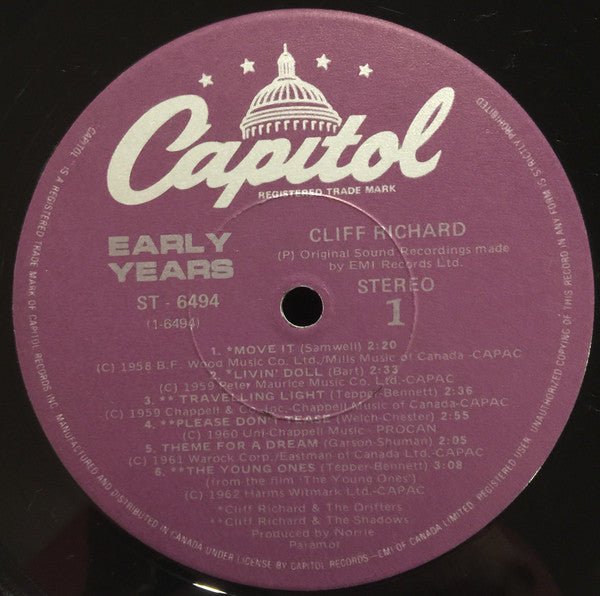 Capitol
REGISTERED TRADE MARK
EARLY
YEARS
ST - 6494
(1-6494)
CLIFF RICHARD
(P) Original Sound Recordings made
by EMI Records Ltd.
STEREO
1
1. *MOVE IT (Samwell) 2:20
(C) 1958 B.F. Wood Music Co. Ltd./Mills Music of Canada-CAPAC
2. *LIVIN' DOLL (Bart) 2:33
(C) 1959 Peter Maurice Music Co. Ltd.-CAPAC
3. ** TRAVELLING LIGHT (Tepper-Bennett) 2:36
(C) 1959 Chappell & Co. Inc.-Chappell Music of Canada-CAPAC
4. **PLEASE DON'T TEASE (Welch-Chester) 2:55
(C) 1960 Um-Chappell Music - PROCAN
5. THEME FOR A DREAM (Garson-Shuman) 2:05
(C) 1961 Warock Corp./Eastman of Canada Ltd.-CAPAC
6. **THE YOUNG ONES (Tepper-Bennett) 3:08
(from the film 'The Young Ones')
(C) 1962 Harms Witmark Ltd.-CAPAC
*Cliff Richard & The Drifters
**Cliff Richard & The Shadows
Produced by Norrie
Paramor
"CAPITOL" IS A REGISTERED TRADE MARK OF CAPITOL RECORDS INC. MANUFACTURED AND DISTRIBUTED IN CANADA UNDER LICENSE BY CAPITOL RECORDS—EMI OF CANADA LIMITED. REGISTERED USER. UNAUTHORIZED COPYING OF THIS RECORD IN ANY FORM IS STRICTLY PROHIBITED